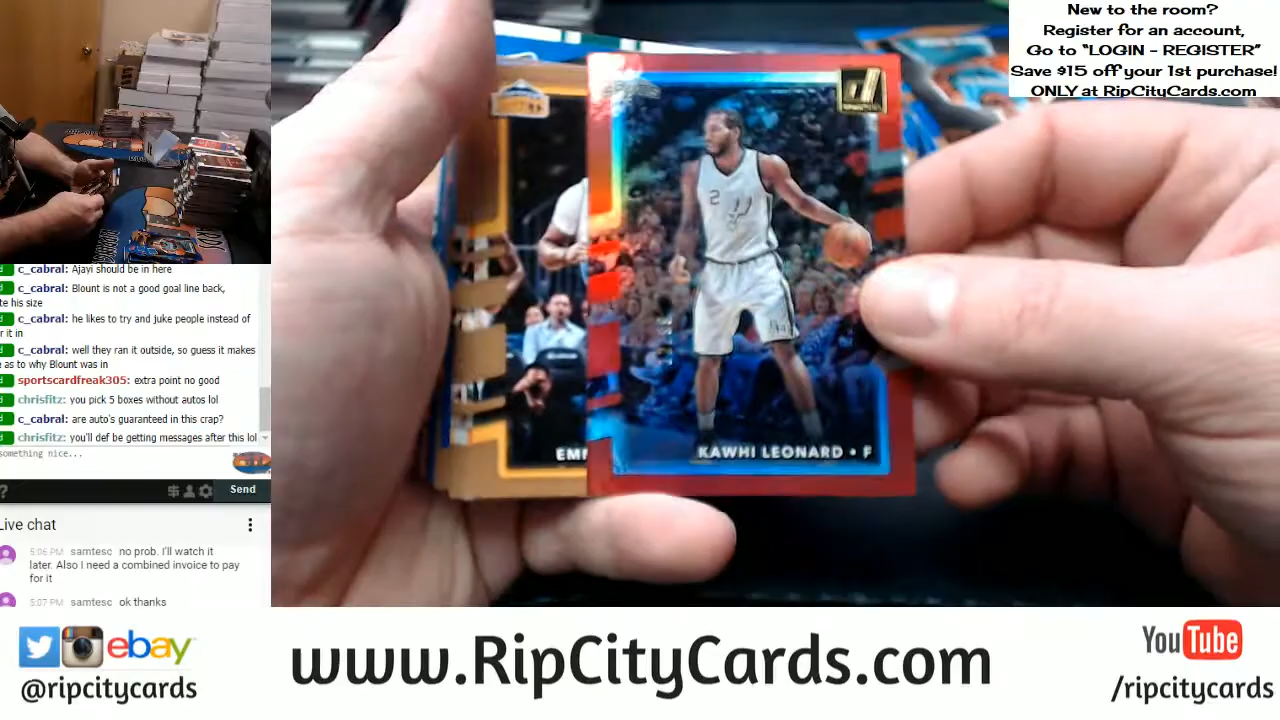 New to the room?
Register for an account,
Go to “LOGIN - REGISTER”
Save $15 off your 1st purchase!
ONLY at RipCityCards.com
2
EM
KAWHI LEONARD • F
c_cabral: Ajayi should be in here
c_cabral: Blount is not a good goal line back,
te his size
c_cabral: he likes to try and juke people instead of
r it in
c_cabral: well they ran it outside, so guess it makes
e as to why Blount was in
sportscardfreak305: extra point no good
chrisfitz: you pick 5 boxes without autos lol
c_cabral: are auto's guaranteed in this crap?
chrisfitz: you'll def be getting messages after this lol
something nice...
? Send
Live chat
5:06 PM samtesc no prob. I'll watch it
later. Also I need a combined invoice to pay
for it
5:07 PM samtesc ok thanks
ebay
@ripcitycards
www.RipCityCards.com
YouTube
/ripcitycards